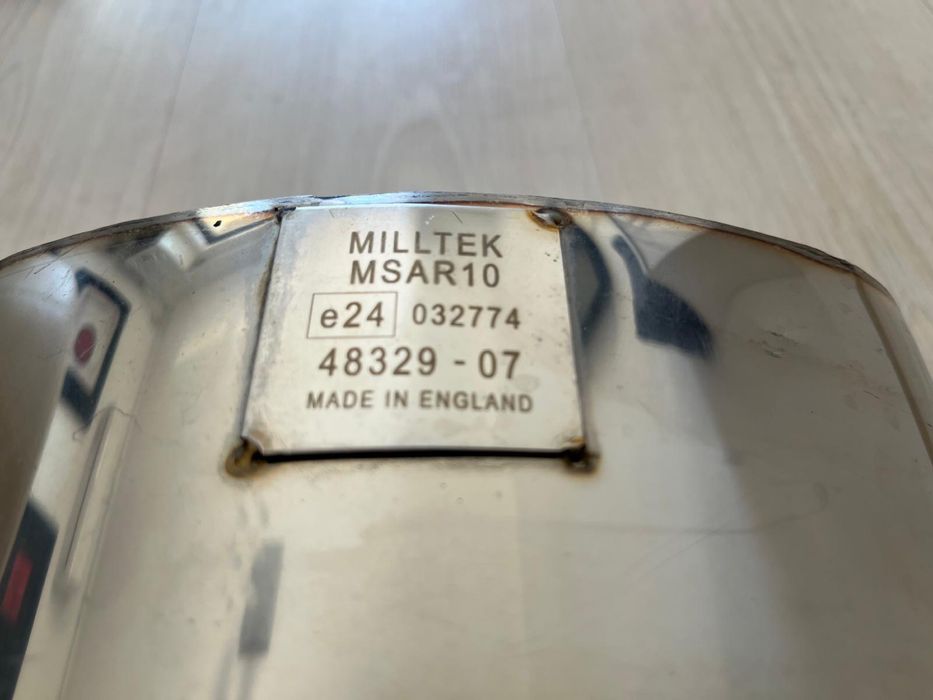 MILLTEK
MSAR10
e24 032774
48329 - 07
MADE IN ENGLAND